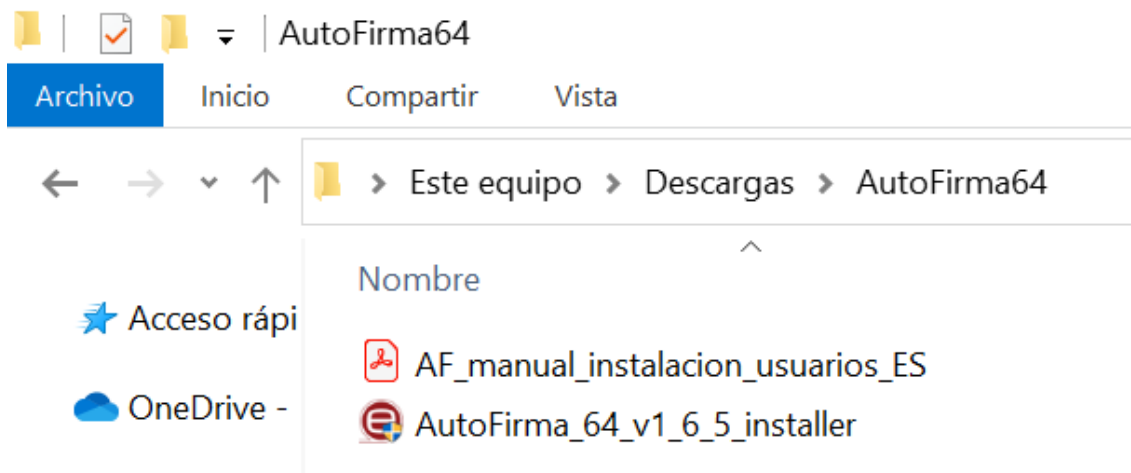 AutoFirma64
Archivo Inicio Compartir Vista
Este equipo > Descargas > AutoFirma64
Nombre
Acceso rápi
AF_manual_instalacion_usuarios_ES
OneDrive -
AutoFirma_64_v1_6_5_installer